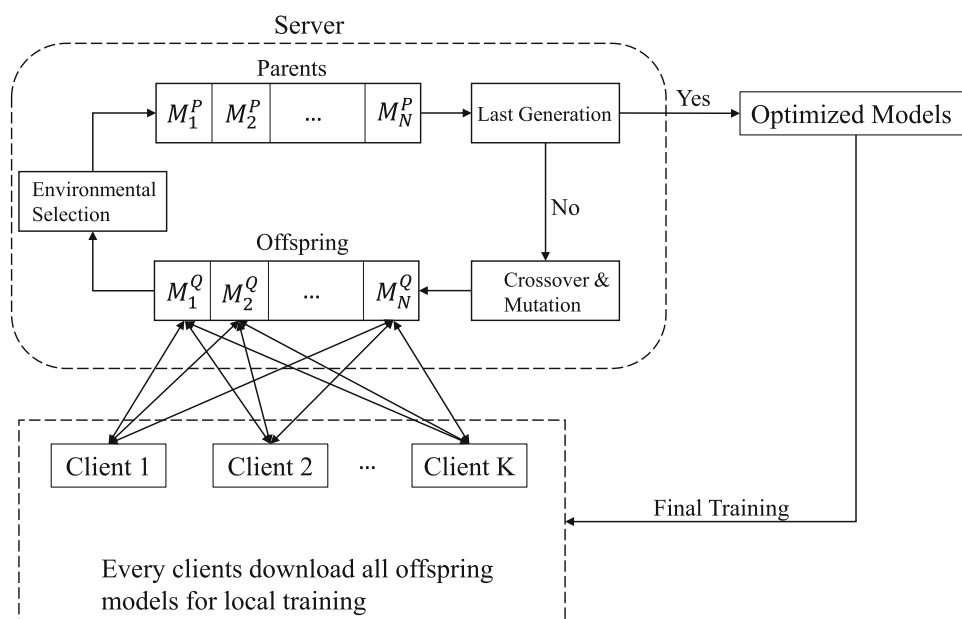 Server
Parents
M_1^P M_2^P ... M_N^P
Last Generation
Yes
Optimized Models
Environmental
Selection
No
Offspring
M_1^Q M_2^Q ... M_N^Q
Crossover &
Mutation
Client 1
Client 2
...
Client K
Final Training
Every clients download all offspring
models for local training